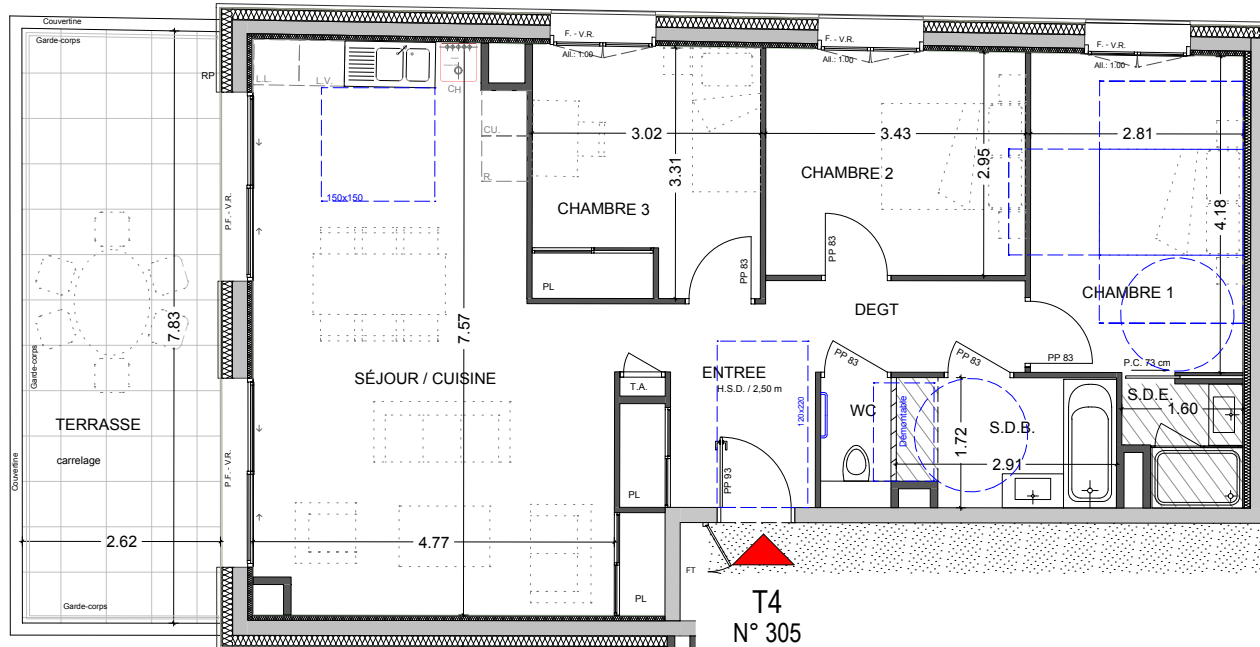 Couvertine
Garde-corps
RP
F. - V.R.
All.: 1.00
F. - V.R.
All.: 1.00
F. - V.R.
All.: 1.00
L.L.
L.V.
CH
CU.
R.
150x150
3.02
3.31
CHAMBRE 3
3.43
2.95
CHAMBRE 2
2.81
4.18
CHAMBRE 1
P.F. - V.R.
7.83
7.57
Garde-corps
PL
PP 83
PP 83
DEGT
PP 83
P.C. 73 cm
SÉJOUR / CUISINE
T.A.
ENTREE
H.S.D. / 2,50 m
120x220
PP 83
PP 83
WC
Démontable
S.D.B.
1.72
2.91
S.D.E.
1.60
TERRASSE
carrelage
Couvertine
P.F. - V.R.
PL
PP 93
2.62
4.77
FT
PL
Garde-corps
T4
N° 305